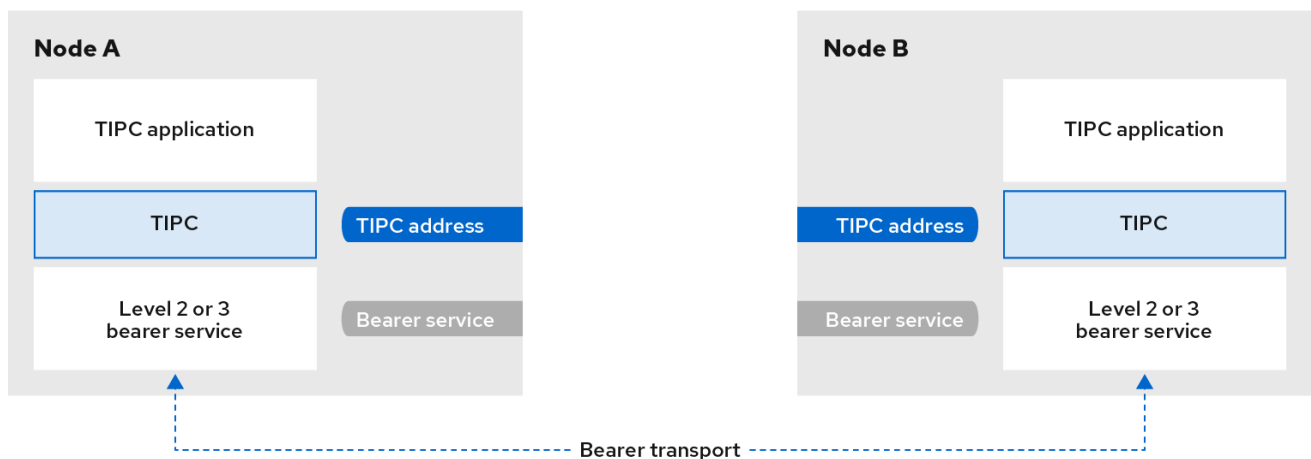 Node A
TIPC application
TIPC
TIPC address
Level 2 or 3
bearer service
Bearer service
Node B
TIPC application
TIPC address
TIPC
Bearer service
Level 2 or 3
bearer service
Bearer transport